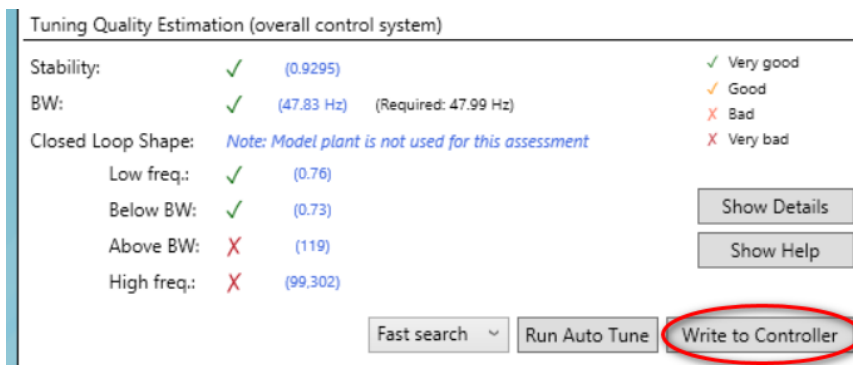 Tuning Quality Estimation (overall control system)
Stability: ✓ (0.9295)
BW: ✓ (47.83 Hz) (Required: 47.99 Hz)
Closed Loop Shape: Note: Model plant is not used for this assessment
Low freq.: ✓ (0.76)
Below BW: ✓ (0.73)
Above BW: ✗ (119)
High freq.: ✗ (99,302)
✓ Very good
✓ Good
✗ Bad
✗ Very bad
Show Details
Show Help
Fast search Run Auto Tune Write to Controller